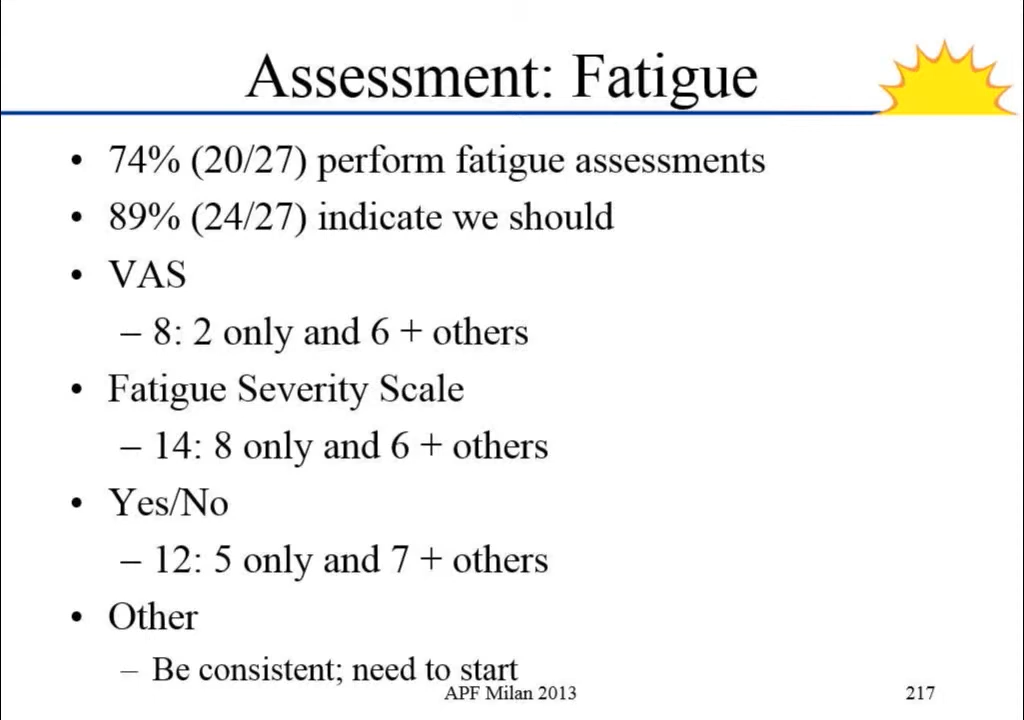 Assessment: Fatigue
• 74% (20/27) perform fatigue assessments
• 89% (24/27) indicate we should
• VAS
– 8: 2 only and 6 + others
• Fatigue Severity Scale
– 14: 8 only and 6 + others
• Yes/No
– 12: 5 only and 7 + others
• Other
– Be consistent; need to start
APF Milan 2013
217